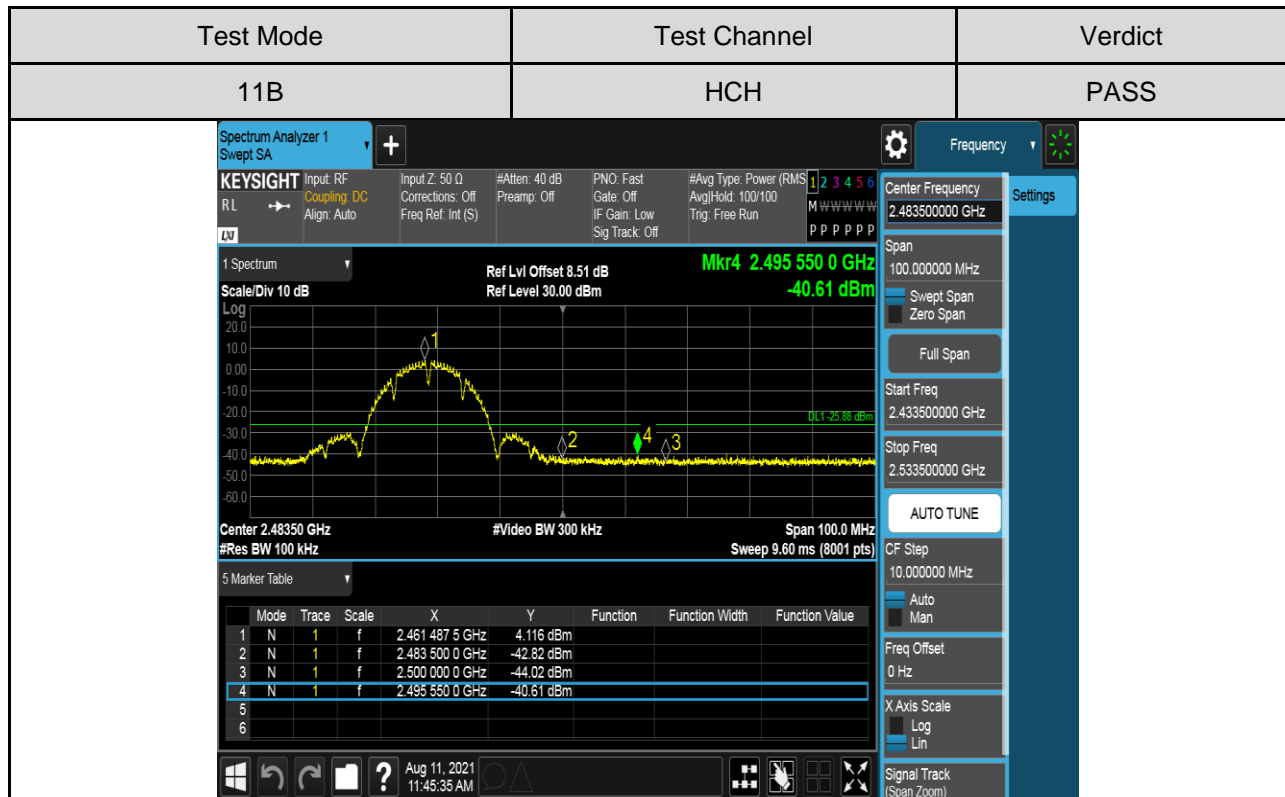 Test Mode Test Channel Verdict
11B HCH PASS
Spectrum Analyzer 1
Swept SA
+
Frequency
KEYSIGHT Input: RF Input Z: 50 Ω #Atten: 40 dB PNO: Fast #Avg Type: Power (RMS 1 2 3 4 5 6
RL Coupling: DC Corrections: Off Preamp: Off Gate: Off Avg|Hold: 100/100 M W W W W W
Align: Auto Freq Ref: Int (S) IF Gain: Low Trig: Free Run
LXI Sig Track: Off P P P P P P
1 Spectrum
Ref Lvl Offset 8.51 dB Mkr4 2.495 550 0 GHz
Scale/Div 10 dB Ref Level 30.00 dBm -40.61 dBm
Log
20.0
10.0
0.00
-10.0
-20.0
-30.0
-40.0
-50.0
-60.0
1
DL1 -25.88 dBm
2 4 3
Center 2.48350 GHz #Video BW 300 kHz Span 100.0 MHz
#Res BW 100 kHz Sweep 9.60 ms (8001 pts)
5 Marker Table
Mode Trace Scale X Y Function Function Width Function Value
1 N 1 f 2.461 487 5 GHz 4.116 dBm
2 N 1 f 2.483 500 0 GHz -42.82 dBm
3 N 1 f 2.500 000 0 GHz -44.02 dBm
4 N 1 f 2.495 550 0 GHz -40.61 dBm
5
6
?
Aug 11, 2021
11:45:35 AM
Center Frequency
2.483500000 GHz
Settings
Span
100.000000 MHz
Swept Span
Zero Span
Full Span
Start Freq
2.433500000 GHz
Stop Freq
2.533500000 GHz
AUTO TUNE
CF Step
10.000000 MHz
Auto
Man
Freq Offset
0 Hz
X Axis Scale
Log
Lin
Signal Track
(Span Zoom)